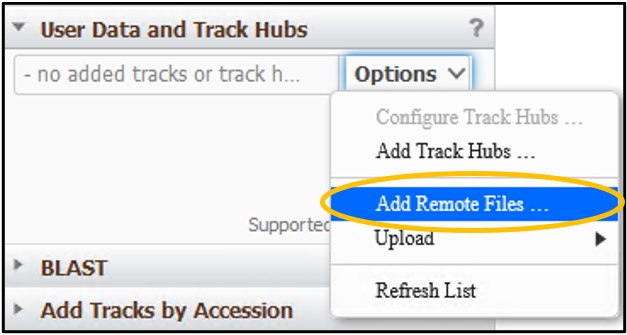 User Data and Track Hubs ?
- no added tracks or track h... Options
Configure Track Hubs ...
Add Track Hubs ...
Add Remote Files ...
Supported
Upload
BLAST
Refresh List
Add Tracks by Accession